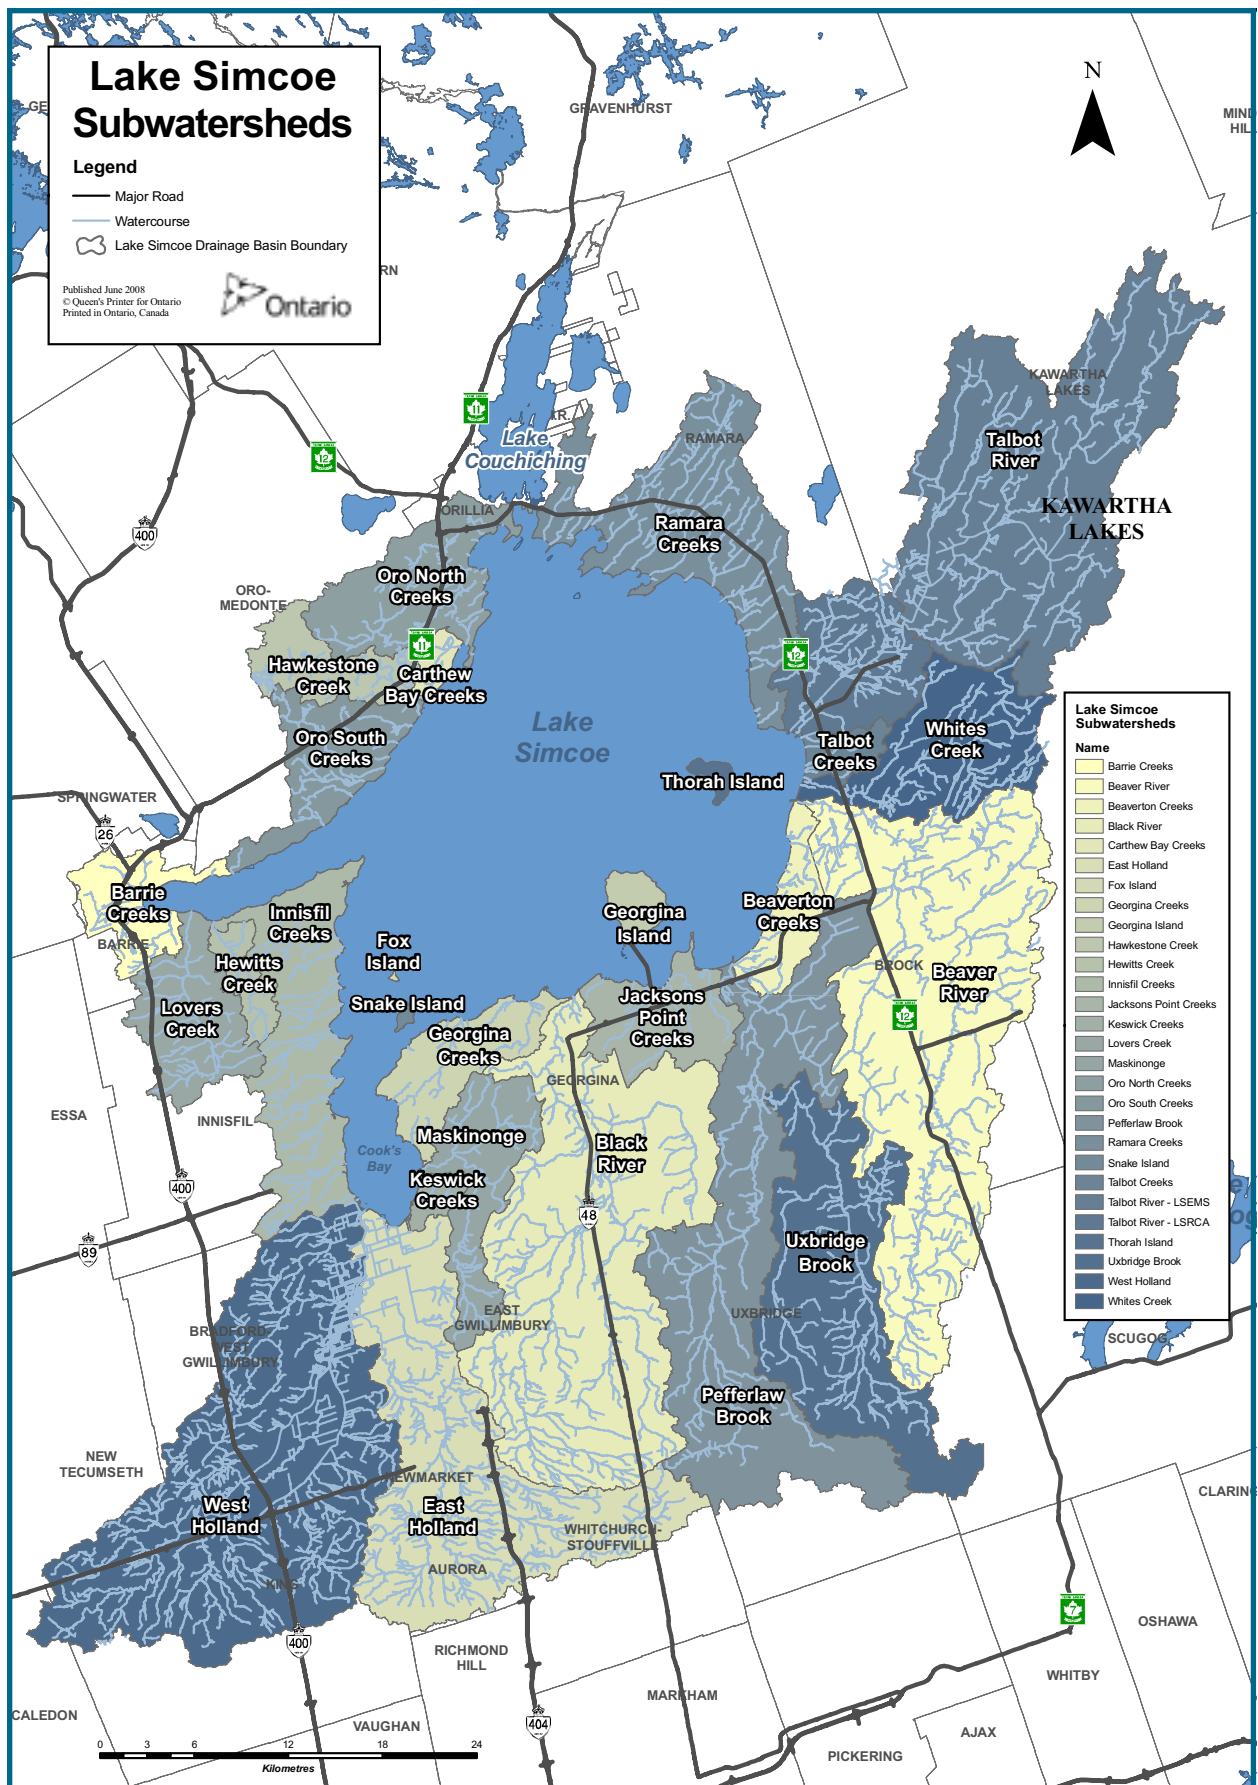 Lake Simcoe
Subwatersheds
Legend
Major Road
Watercourse
Lake Simcoe Drainage Basin Boundary
Published June 2008
© Queen's Printer for Ontario
Printed in Ontario, Canada
Ontario
N
GRAVENHURST
KAWARTHA
LAKES
Talbot
River
KAWARTHA
LAKES
11
12
Lake
Couchiching
RAMARA
Ramara
Creeks
ORILLIA
400
Oro North
Creeks
ORO-
MEDONTE
11
12
Hawkestone
Creek
Carthew
Bay Creeks
Oro South
Creeks
Lake
Simcoe
Talbot
Creeks
Whites
Creek
Thorah Island
SPRINGWATER
26
Barrie
Creeks
BARRIE
Innisfil
Creeks
Hewitts
Creek
Lovers
Creek
Fox
Island
Snake Island
Georgina
Island
Beaverton
Creeks
BROCK
Beaver
River
12
Jacksons
Point
Creeks
Georgina
Creeks
GEORGINA
ESSA
INNISFIL
Maskinonge
Black
River
Cook's
Bay
Keswick
Creeks
400
48
89
Uxbridge
Brook
EAST
GWILLIMBURY
UXBRIDGE
BRADFORD-
WEST
GWILLIMBURY
Pefferlaw
Brook
NEW
TECUMSETH
NEWMARKET
West
Holland
East
Holland
WHITCHURCH-
STOUFFVILLE
AURORA
KING
400
RICHMOND
HILL
MARKHAM
404
VAUGHAN
CALEDON
PICKERING
AJAX
WHITBY
OSHAWA
7
SCUGOG
Lake Simcoe
Subwatersheds
Name
Barrie Creeks
Beaver River
Beaverton Creeks
Black River
Carthew Bay Creeks
East Holland
Fox Island
Georgina Creeks
Georgina Island
Hawkestone Creek
Hewitts Creek
Innisfil Creeks
Jacksons Point Creeks
Keswick Creeks
Lovers Creek
Maskinonge
Oro North Creeks
Oro South Creeks
Pefferlaw Brook
Ramara Creeks
Snake Island
Talbot Creeks
Talbot River - LSEMS
Talbot River - LSRCA
Thorah Island
Uxbridge Brook
West Holland
Whites Creek
0 3 6 12 18 24
Kilometres